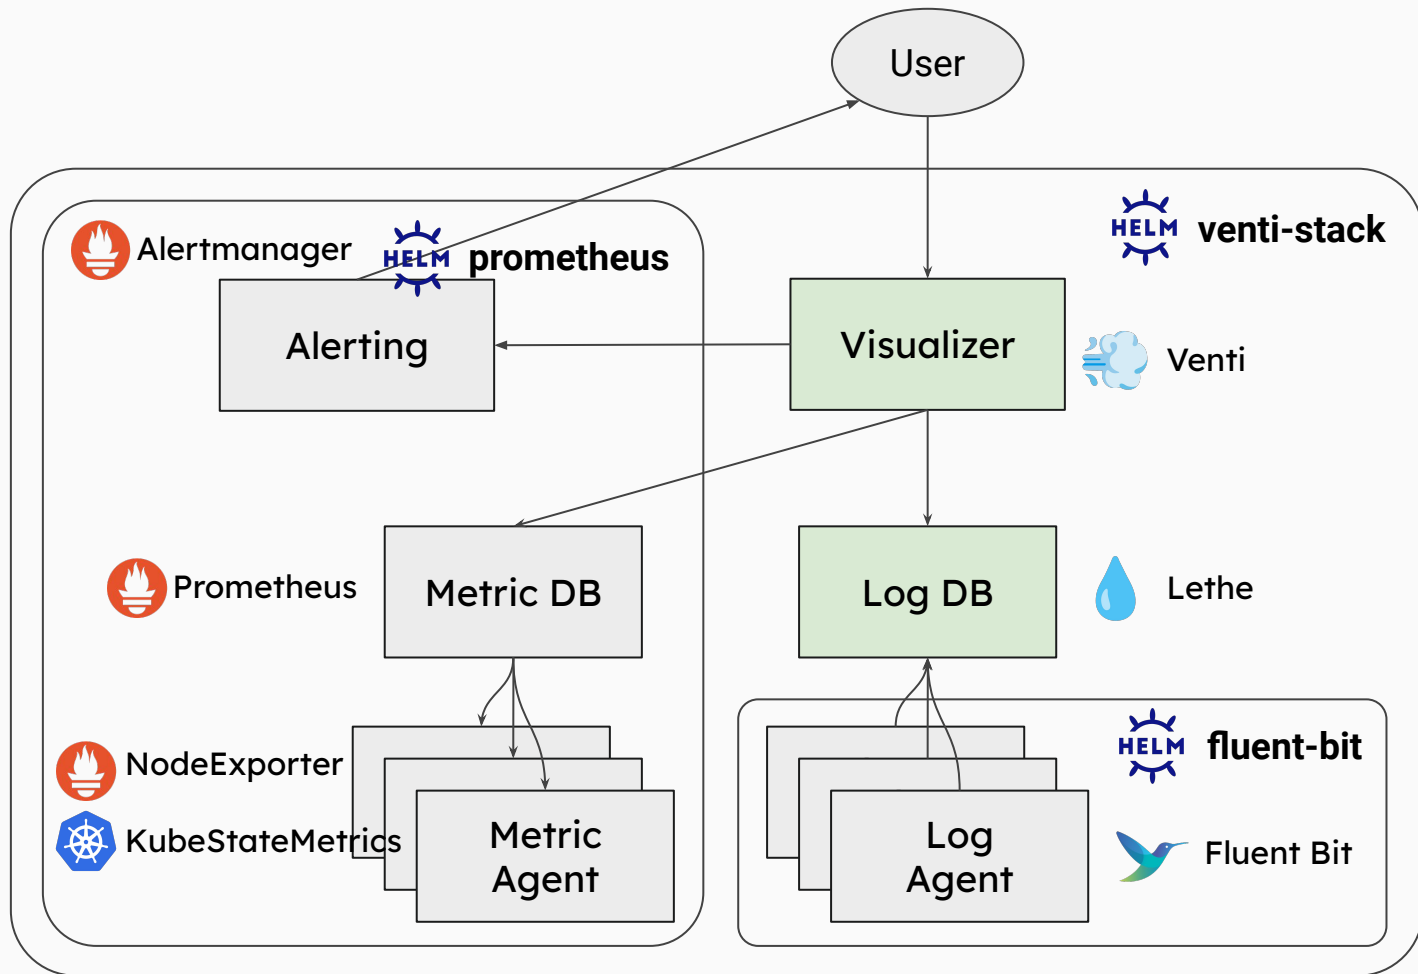 User
HELM
venti-stack
Alertmanager
HELM
prometheus
Alerting
Visualizer
Venti
Prometheus
Metric DB
Log DB
Lethe
NodeExporter
KubeStateMetrics
Metric
Agent
HELM
fluent-bit
Log
Agent
Fluent Bit